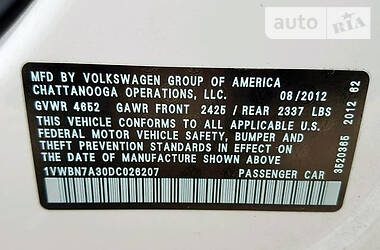 auto RIA
MFD BY VOLKSWAGEN GROUP OF AMERICA
CHATTANOOGA OPERATIONS, LLC. 08/2012
GVWR 4652 GAWR FRONT 2425 / REAR 2337 LBS
THIS VEHICLE CONFORMS TO ALL APPLICABLE U.S.
FEDERAL MOTOR VEHICLE SAFETY, BUMPER AND
THEFT PREVENTION STANDARDS IN EFFECT ON THE
DATE OF MANUFACTURE SHOWN ABOVE
1VWBN7A30DC026207 PASSENGER CAR
3520365 2012 62